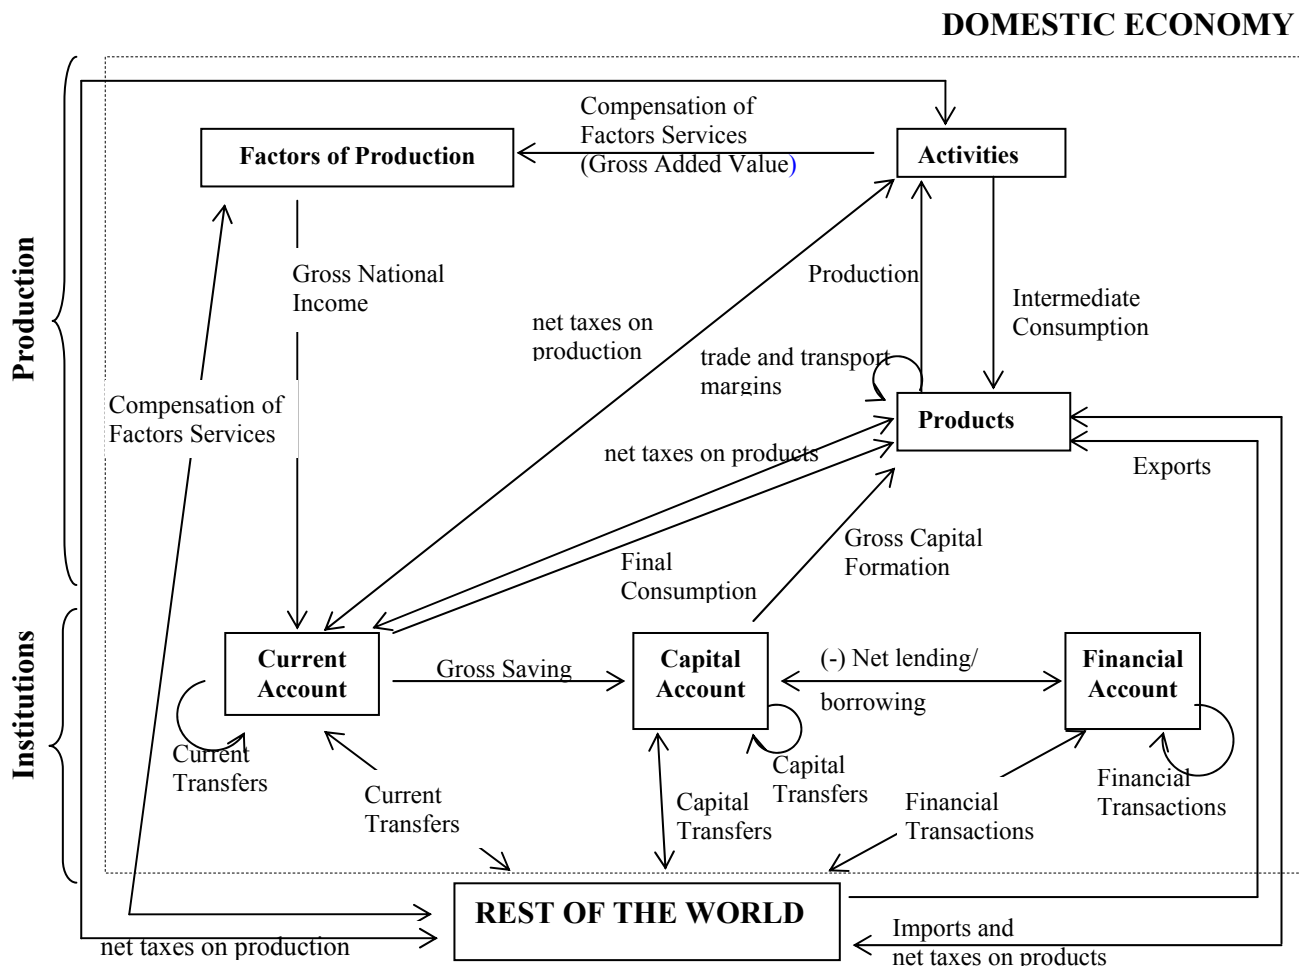 DOMESTIC ECONOMY
Compensation of
Factors Services
(Gross Added Value)
Factors of Production
Activities
Production
Gross National
Income
Production
Intermediate
Consumption
net taxes on
production
trade and transport
margins
Compensation of
Factors Services
Products
net taxes on products
Exports
Gross Capital
Formation
Final
Consumption
Institutions
Current
Account
Gross Saving
Capital
Account
(-) Net lending/
borrowing
Financial
Account
Current
Transfers
Current
Transfers
Capital
Transfers
Capital
Transfers
Financial
Transactions
Financial
Transactions
REST OF THE WORLD
net taxes on production
Imports and
net taxes on products